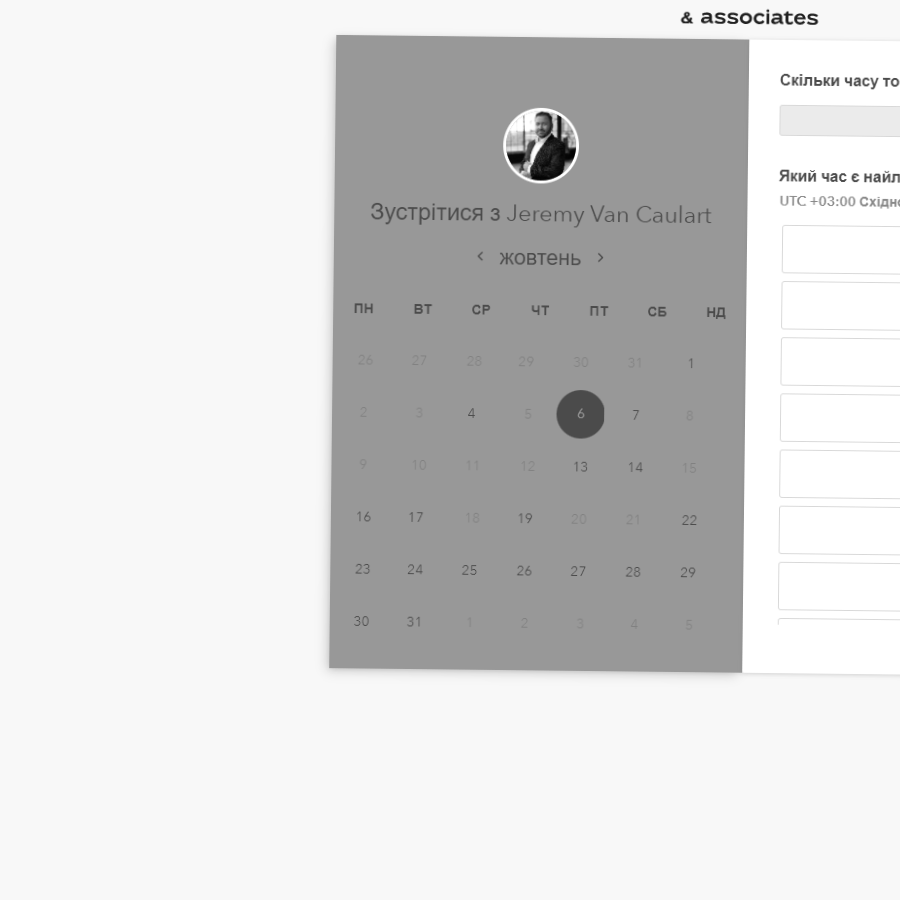 & associates
Зустрітися з Jeremy Van Caulart
‹ жовтень ›
ПН ВТ СР ЧТ ПТ СБ НД
26 27 28 29 30 31 1
2 3 4 5 6 7 8
9 10 11 12 13 14 15
16 17 18 19 20 21 22
23 24 25 26 27 28 29
30 31 1 2 3 4 5
Скільки часу то
Який час є найл
UTC +03:00 Східно